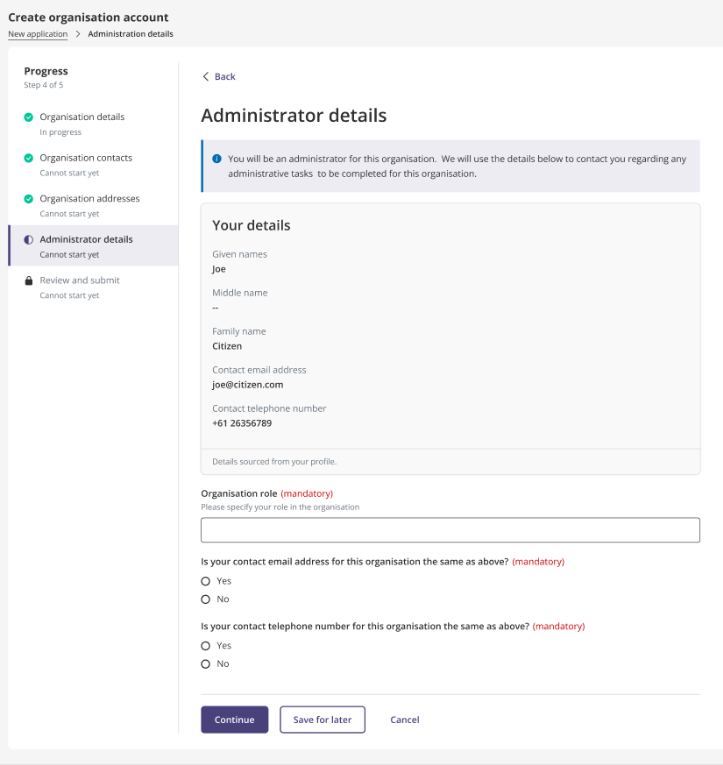 Create organisation account
New application > Administration details
Progress
Step 4 of 5
Organisation details
In progress
Organisation contacts
Cannot start yet
Organisation addresses
Cannot start yet
Administrator details
Cannot start yet
Review and submit
Cannot start yet
Back
Administrator details
You will be an administrator for this organisation. We will use the details below to contact you regarding any
administrative tasks to be completed for this organisation.
Your details
Given names
Joe
Middle name
--
Family name
Citizen
Contact email address
joe@citizen.com
Contact telephone number
+61 26356789
Details sourced from your profile.
Organisation role (mandatory)
Please specify your role in the organisation
Is your contact email address for this organisation the same as above? (mandatory)
Yes
No
Is your contact telephone number for this organisation the same as above? (mandatory)
Yes
No
Continue Save for later Cancel